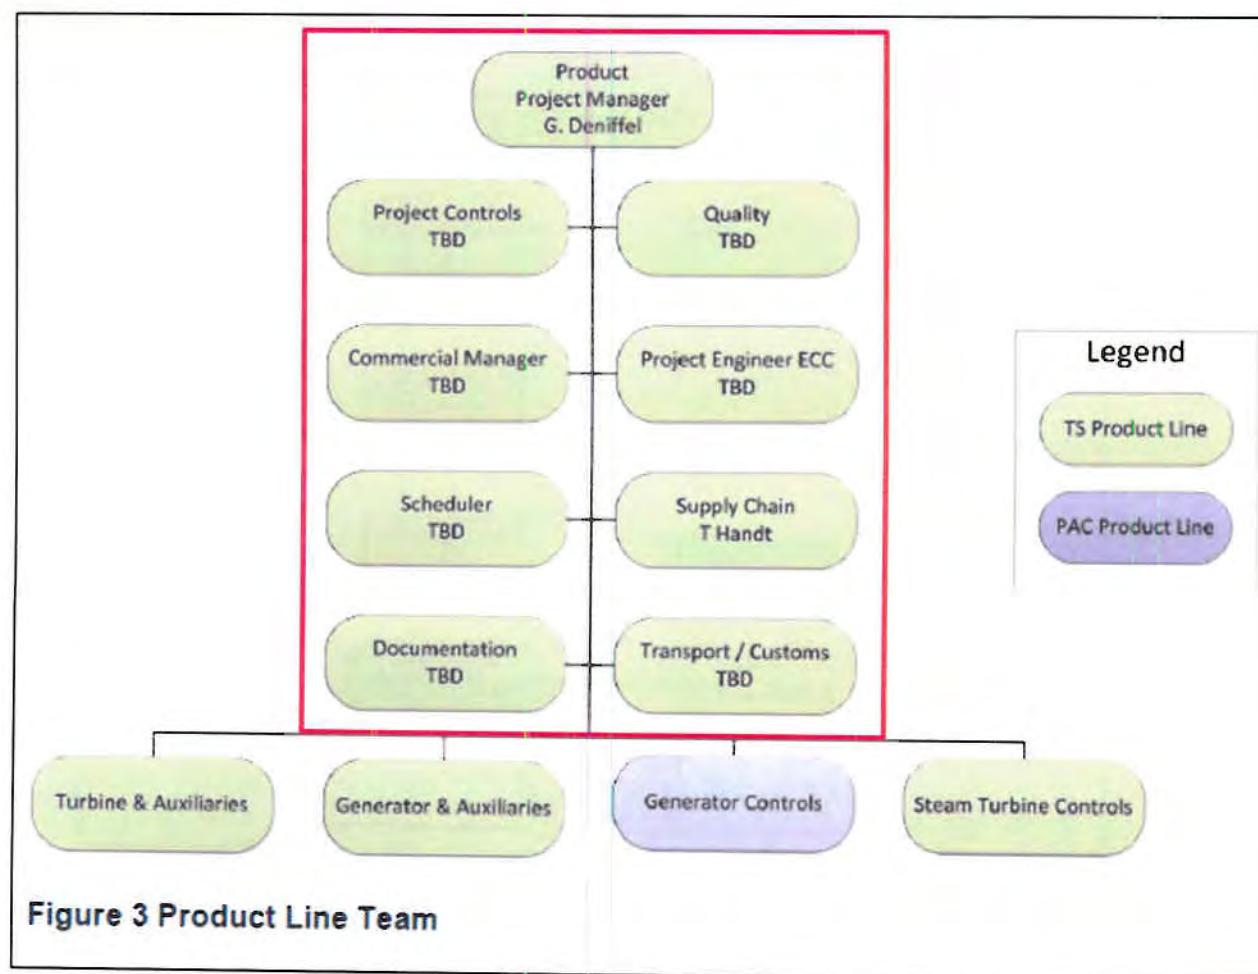 Product
Project Manager
G. Deniffel
Project Controls
TBD
Quality
TBD
Commercial Manager
TBD
Project Engineer ECC
TBD
Scheduler
TBD
Supply Chain
T Handt
Documentation
TBD
Transport / Customs
TBD
Turbine & Auxiliaries
Generator & Auxiliaries
Generator Controls
Steam Turbine Controls
Legend
TS Product Line
PAC Product Line
Figure 3 Product Line Team